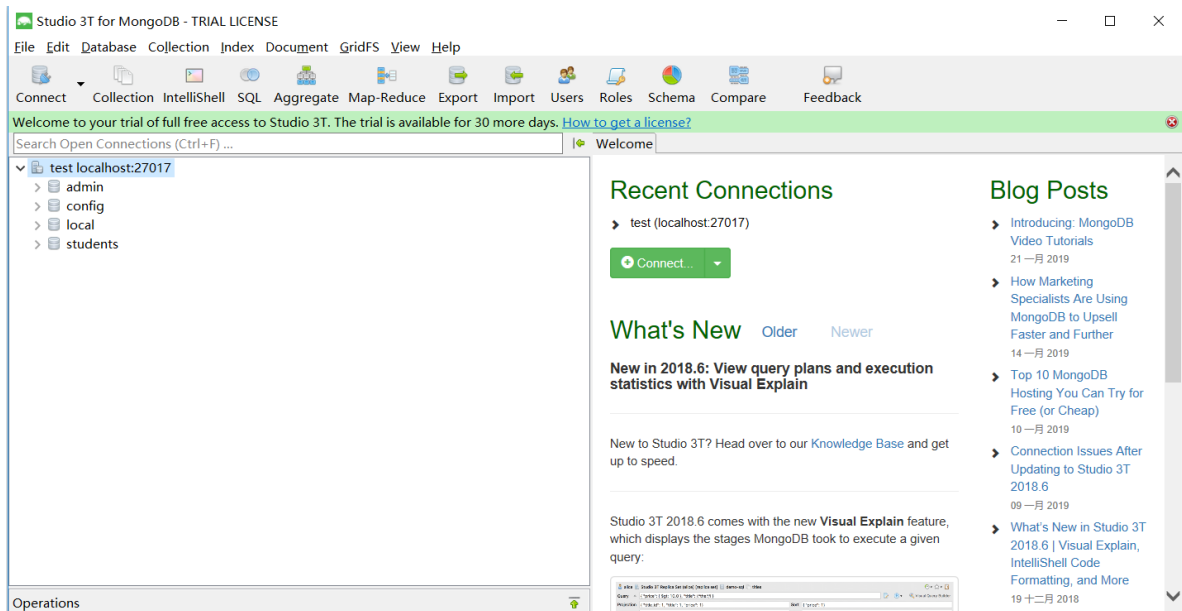 Studio 3T for MongoDB - TRIAL LICENSE
File Edit Database Collection Index Document GridFS View Help
Connect Collection IntelliShell SQL Aggregate Map-Reduce Export Import Users Roles Schema Compare Feedback
Welcome to your trial of full free access to Studio 3T. The trial is available for 30 more days. How to get a license?
Search Open Connections (Ctrl+F) ...
test localhost:27017
admin
config
local
students
Operations
Welcome
Recent Connections
test (localhost:27017)
Connect...
What's New Older Newer
New in 2018.6: View query plans and execution
statistics with Visual Explain
New to Studio 3T? Head over to our Knowledge Base and get
up to speed.
Studio 3T 2018.6 comes with the new Visual Explain feature,
which displays the stages MongoDB took to execute a given
query:
Blog Posts
Introducing: MongoDB
Video Tutorials
21 一月 2019
How Marketing
Specialists Are Using
MongoDB to Upsell
Faster and Further
14 一月 2019
Top 10 MongoDB
Hosting You Can Try for
Free (or Cheap)
10 一月 2019
Connection Issues After
Updating to Studio 3T
2018.6
09 一月 2019
What's New in Studio 3T
2018.6 | Visual Explain,
IntelliShell Code
Formatting, and More
19 十二月 2018